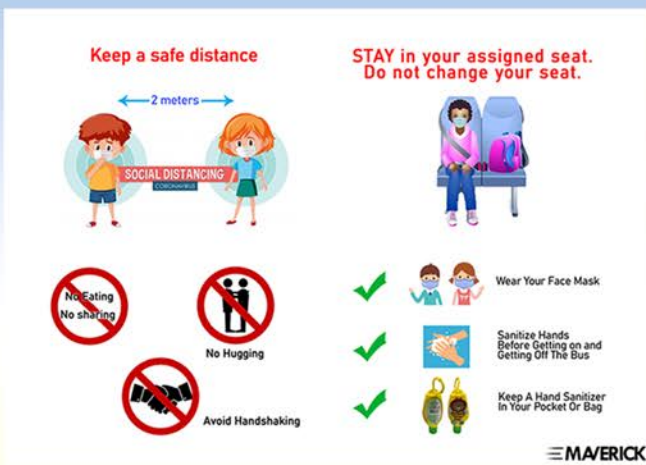 Keep a safe distance
2 meters
SOCIAL DISTANCING
CORONAVIRUS
No Eating
No sharing
No Hugging
Avoid Handshaking
STAY in your assigned seat.
Do not change your seat.
Wear Your Face Mask
Sanitize Hands
Before Getting on and
Getting Off The Bus
Keep A Hand Sanitizer
In Your Pocket Or Bag
MAVERICK